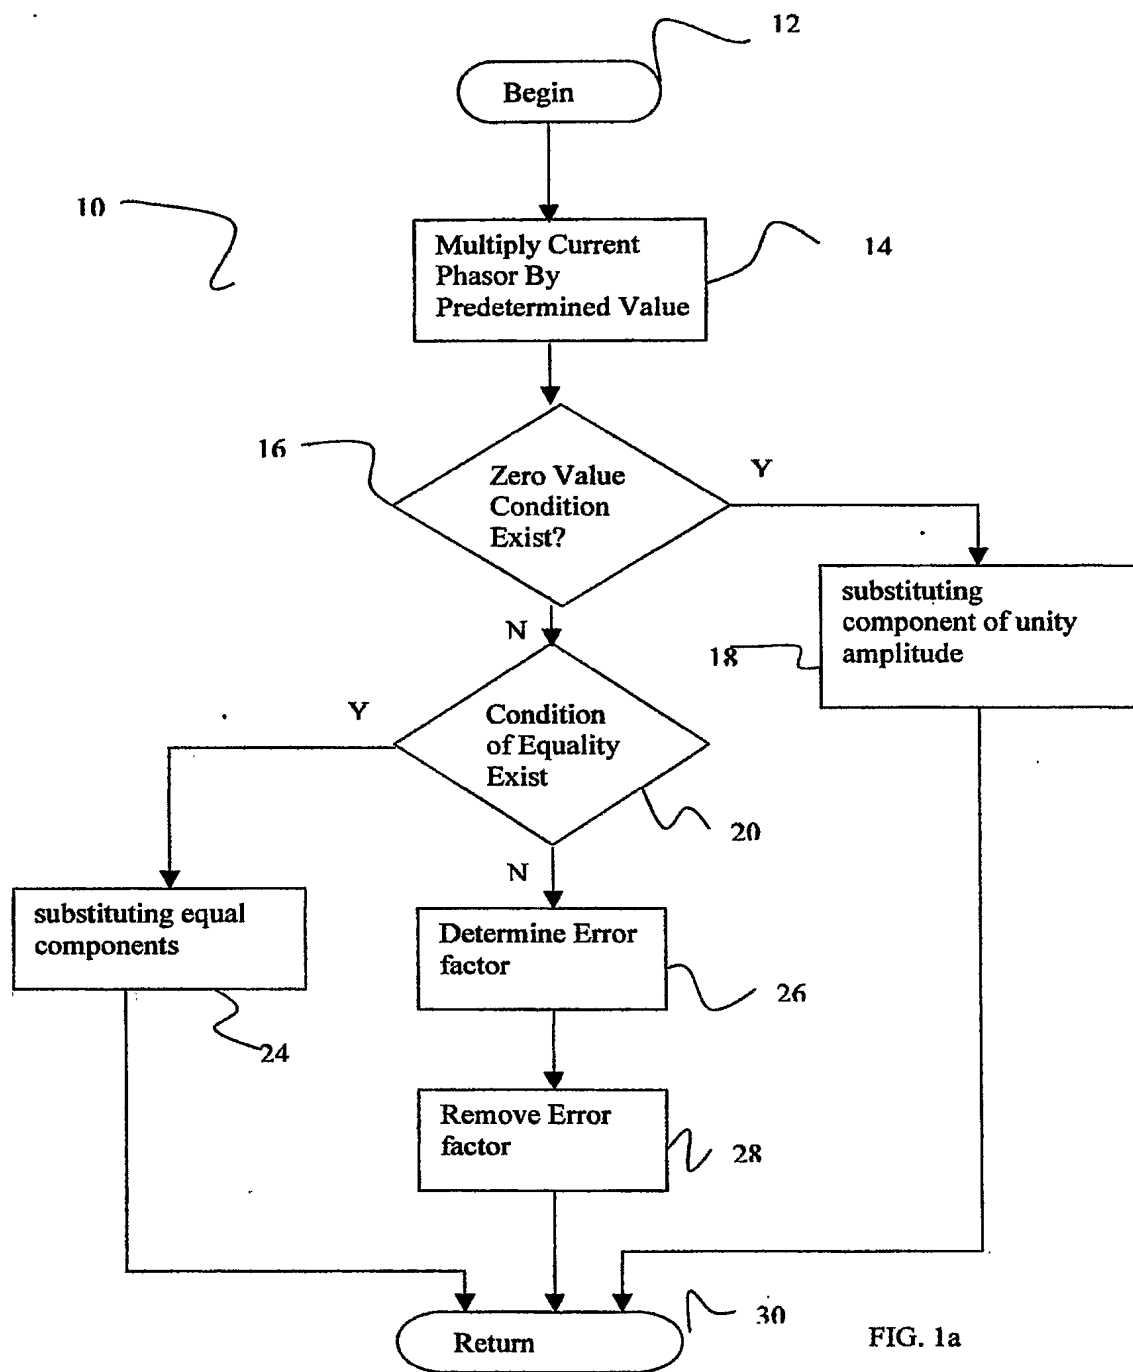 12
Begin
10
Multiply Current
Phasor By
Predetermined Value
14
16
Zero Value
Condition
Exist?
Y
N
substituting
component of unity
amplitude
18
Y
Condition
of Equality
Exist
20
N
substituting equal
components
24
Determine Error
factor
26
Remove Error
factor
28
30
Return
FIG. 1a